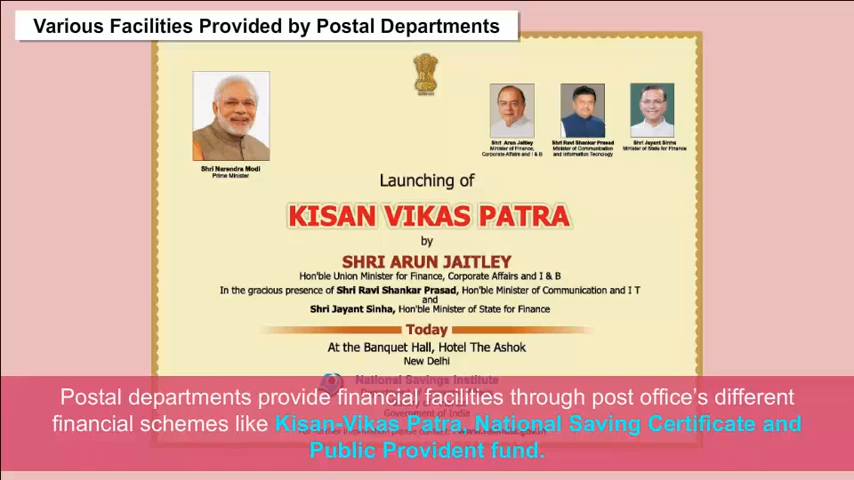 Various Facilities Provided by Postal Departments
Shri Narendra Modi
Prime Minister
Shri Arun Jaitley
Minister of Finance,
Corporate Affairs and I & B
Shri Ravi Shankar Prasad
Minister of Communication
and Information Tecnology
Shri Jayant Sinha
Minister of State for Finance
Launching of
KISAN VIKAS PATRA
by
SHRI ARUN JAITLEY
Hon'ble Union Minister for Finance, Corporate Affairs and I & B
In the gracious presence of Shri Ravi Shankar Prasad, Hon'ble Minister of Communication and I T
and
Shri Jayant Sinha, Hon'ble Minister of State for Finance
Today
At the Banquet Hall, Hotel The Ashok
New Delhi
National Savings Institute
Government of India
Postal departments provide financial facilities through post office's different
financial schemes like Kisan-Vikas Patra, National Saving Certificate and
Public Provident fund.